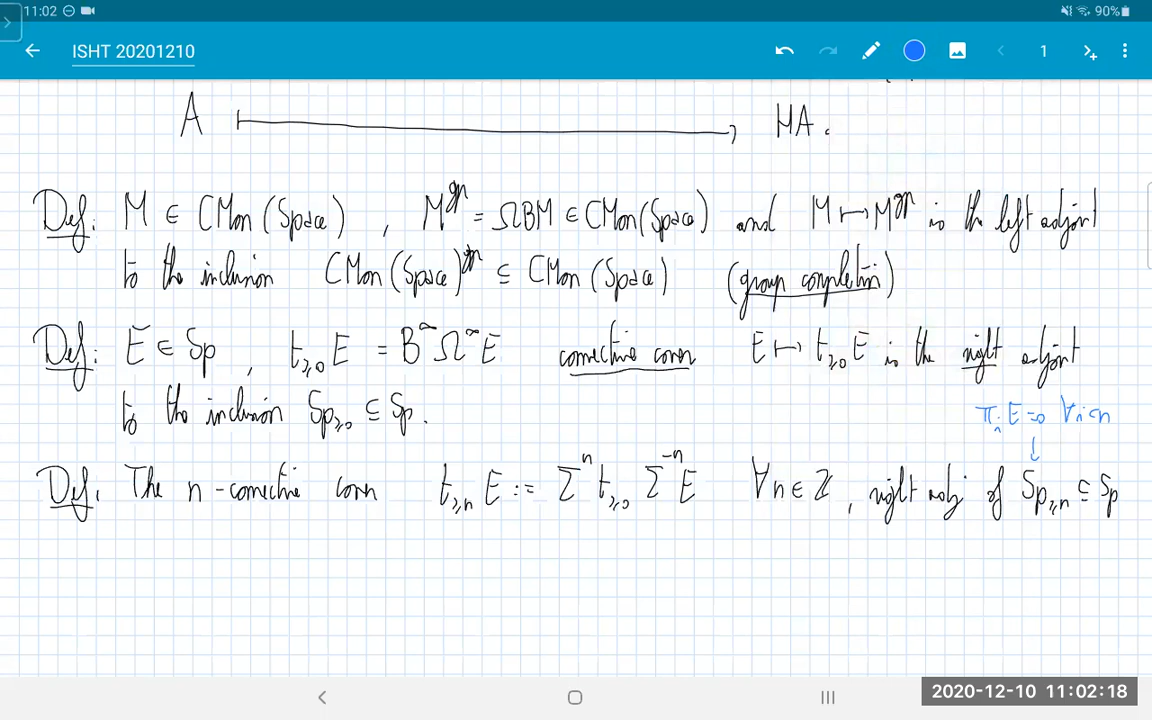 11:02
90%
ISHT 20201210
1
A ⟼ HA.
Def: M ∈ CMon(Space), M^gp = ΩBM ∈ CMon(Space) and M ↦ M^gp is the left adjoint
to the inclusion CMon(Space)^gp ⊆ CMon(Space) (group completion)
Def: E ∈ Sp, t≥0 E = B^∞Ω^∞E connective cover E ↦ t≥0 E is the right adjoint
to the inclusion Sp≥0 ⊆ Sp.
π_i E=0 ∀i<n
↓
Def: The n-connective cover t≥n E := Σ^n t≥0 Σ^-n E ∀n∈ℤ, right adj of Sp≥n ⊆ Sp
2020-12-10 11:02:18